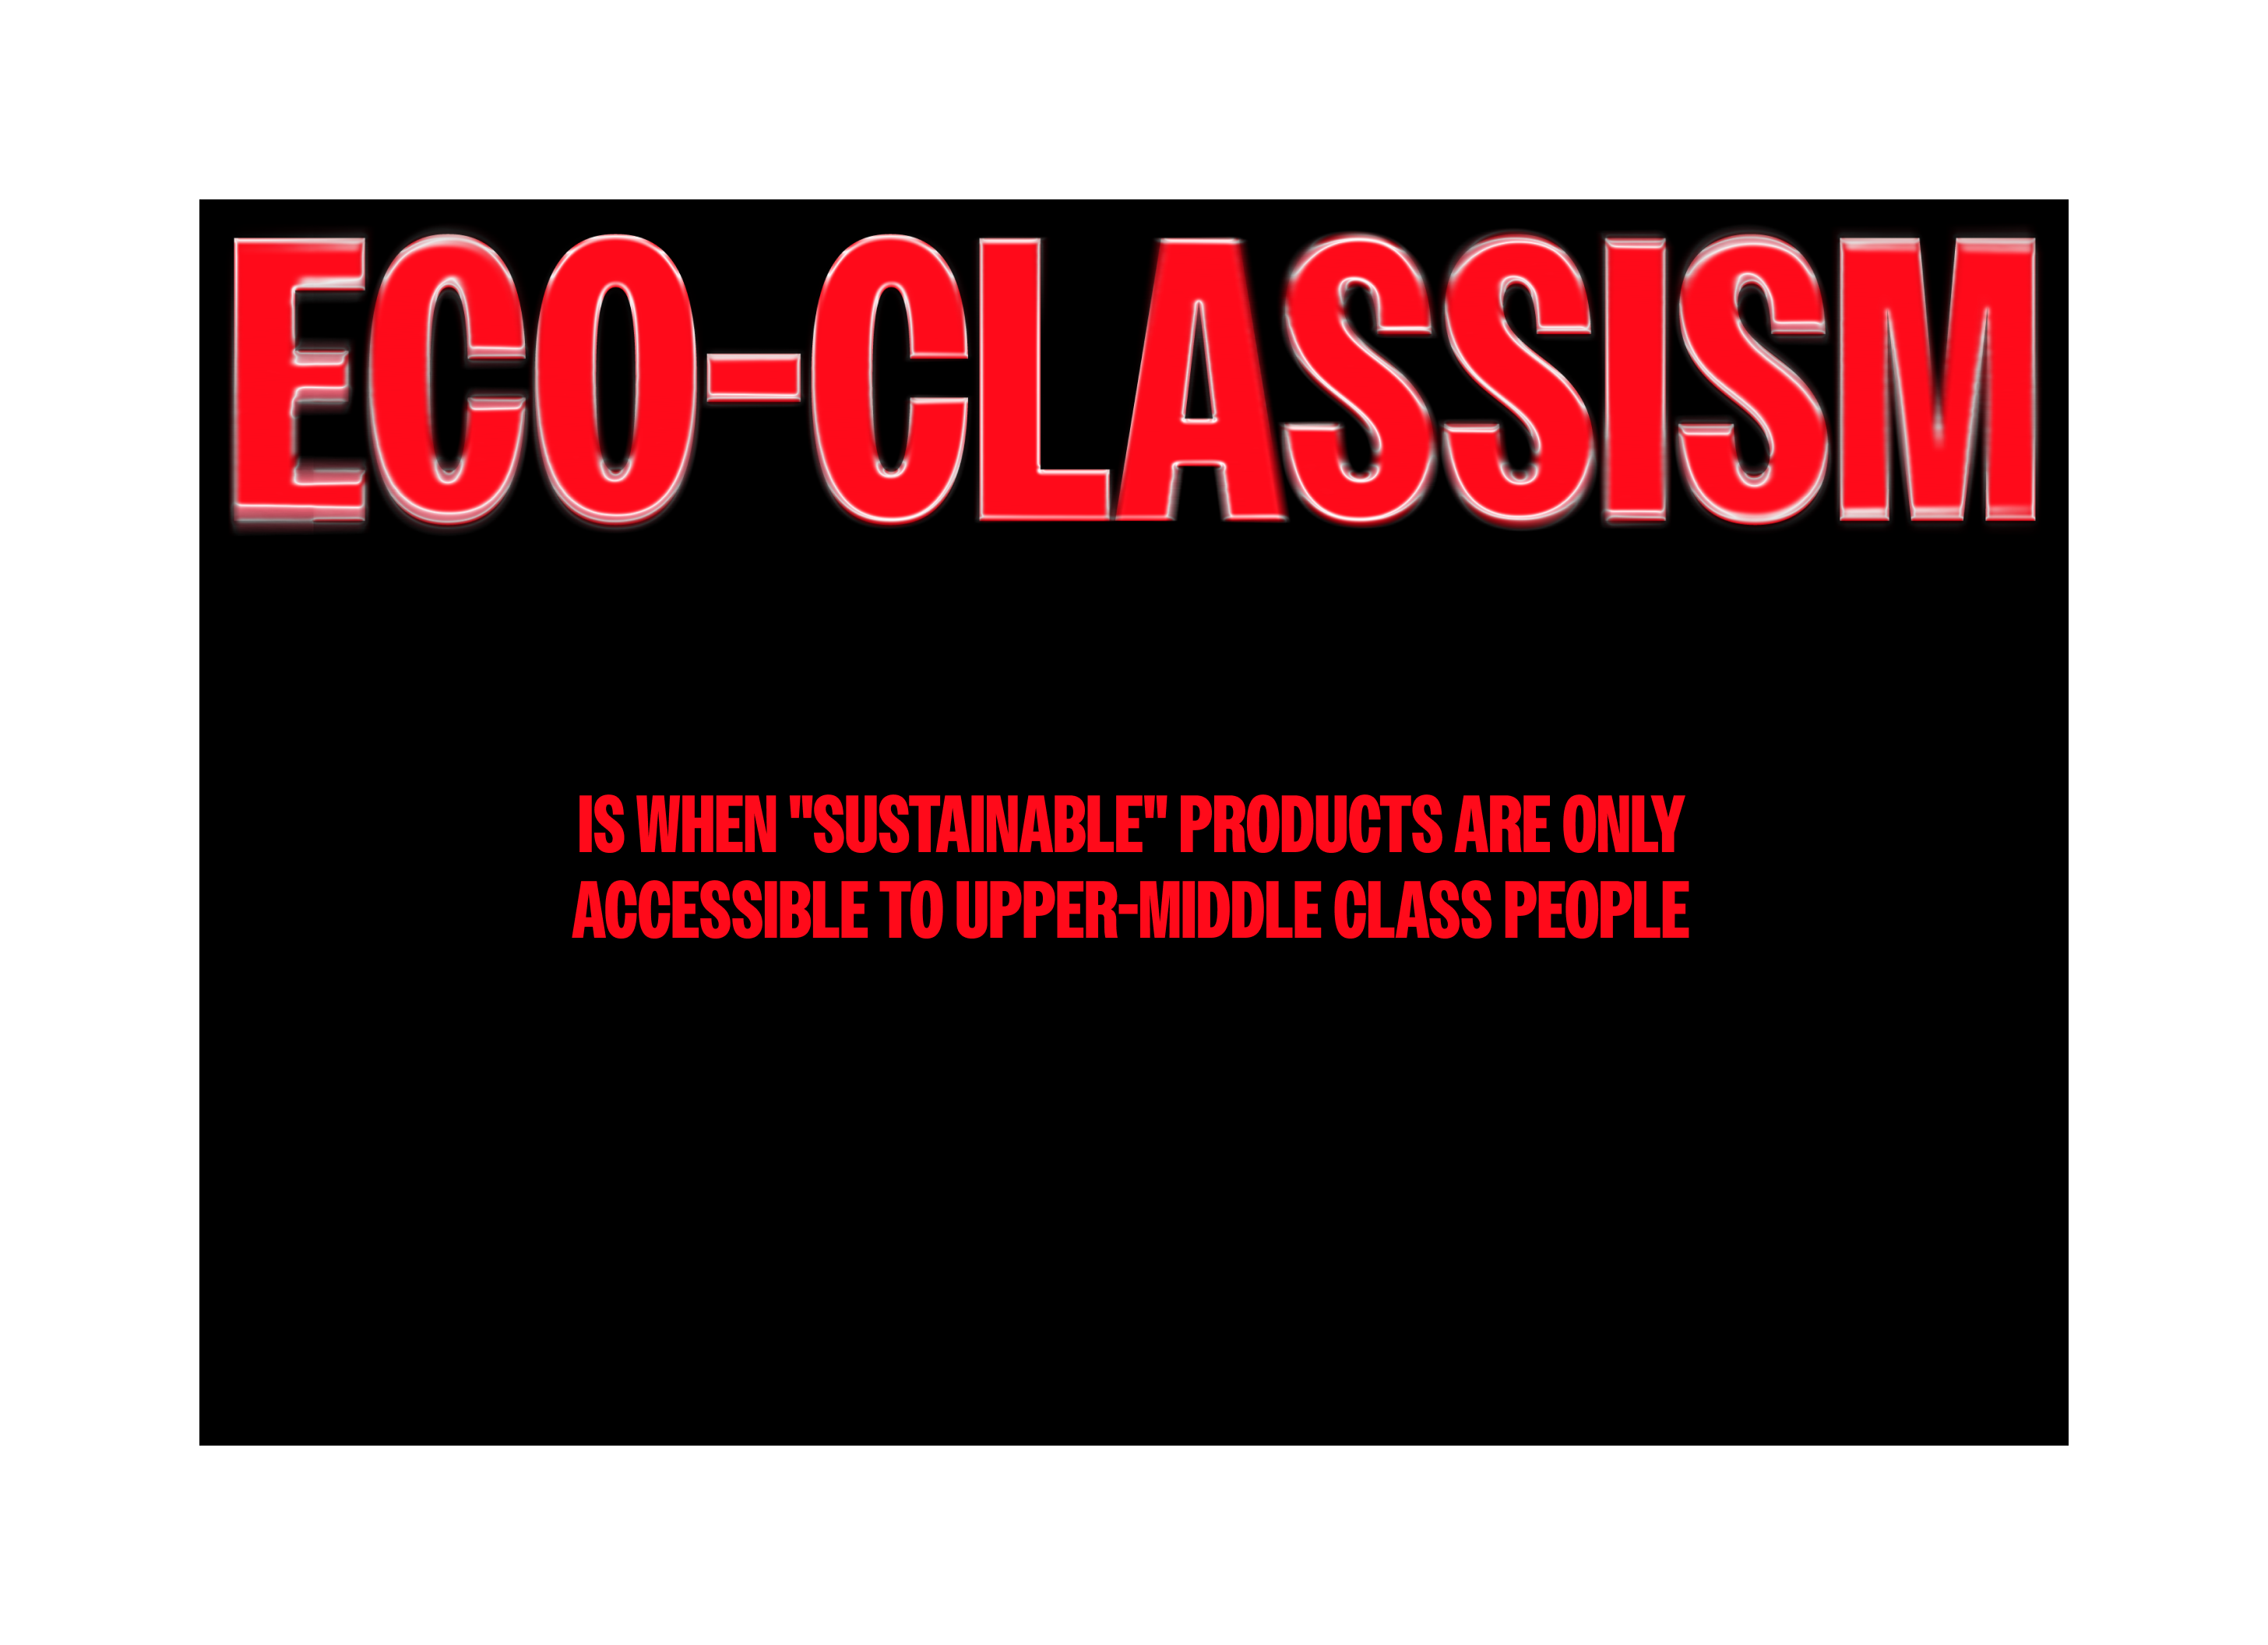 ECO-CLASSISM
IS WHEN "SUSTAINABLE" PRODUCTS ARE ONLY
ACCESSIBLE TO UPPER-MIDDLE CLASS PEOPLE